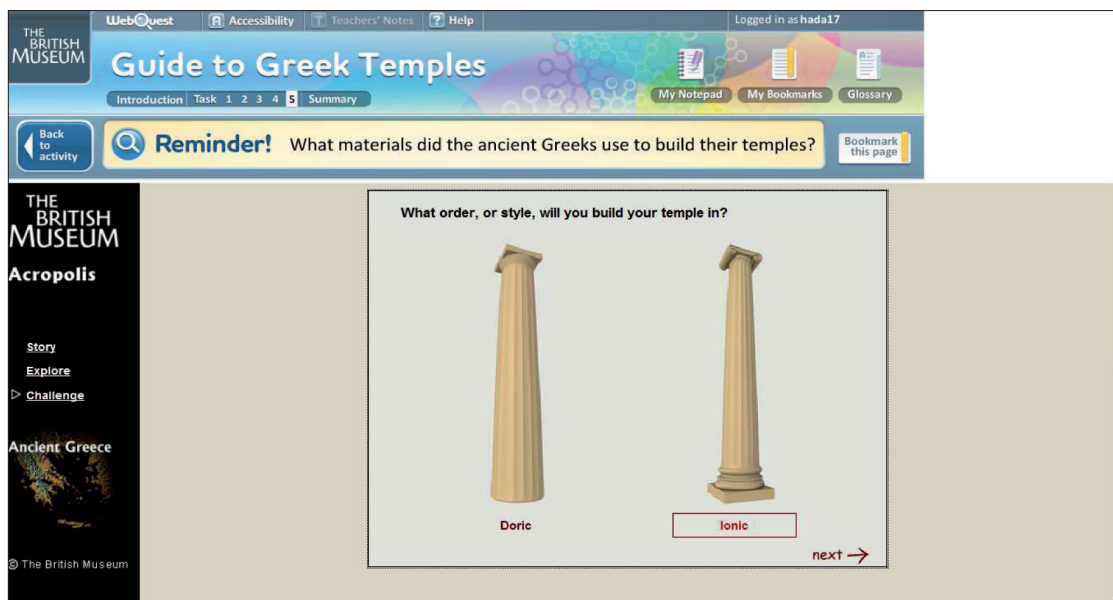 THE
BRITISH
MUSEUM
WebQuest
A Accessibility
T Teachers' Notes
? Help
Logged in as hada17
Guide to Greek Temples
My Notepad
My Bookmarks
Glossary
Introduction Task 1 2 3 4 5 Summary
Back
to
activity
Reminder! What materials did the ancient Greeks use to build their temples?
Bookmark
this page
THE
BRITISH
MUSEUM
Acropolis
Story
Explore
Challenge
Ancient Greece
© The British Museum
What order, or style, will you build your temple in?
Doric
Ionic
next